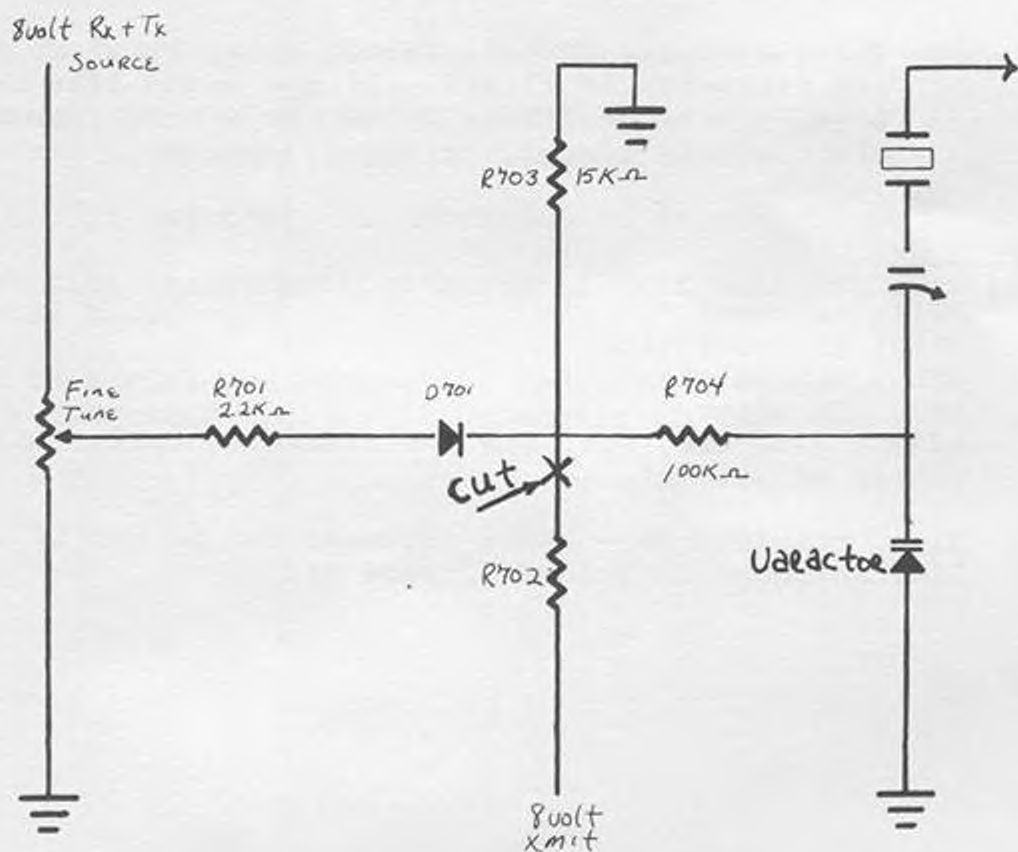 8volt Rx + Tx
SOURCE
R703
15KΩ
Fine
Tune
R701
2.2KΩ
D701
R704
100KΩ
cut
R702
Varactor
8volt
xmit